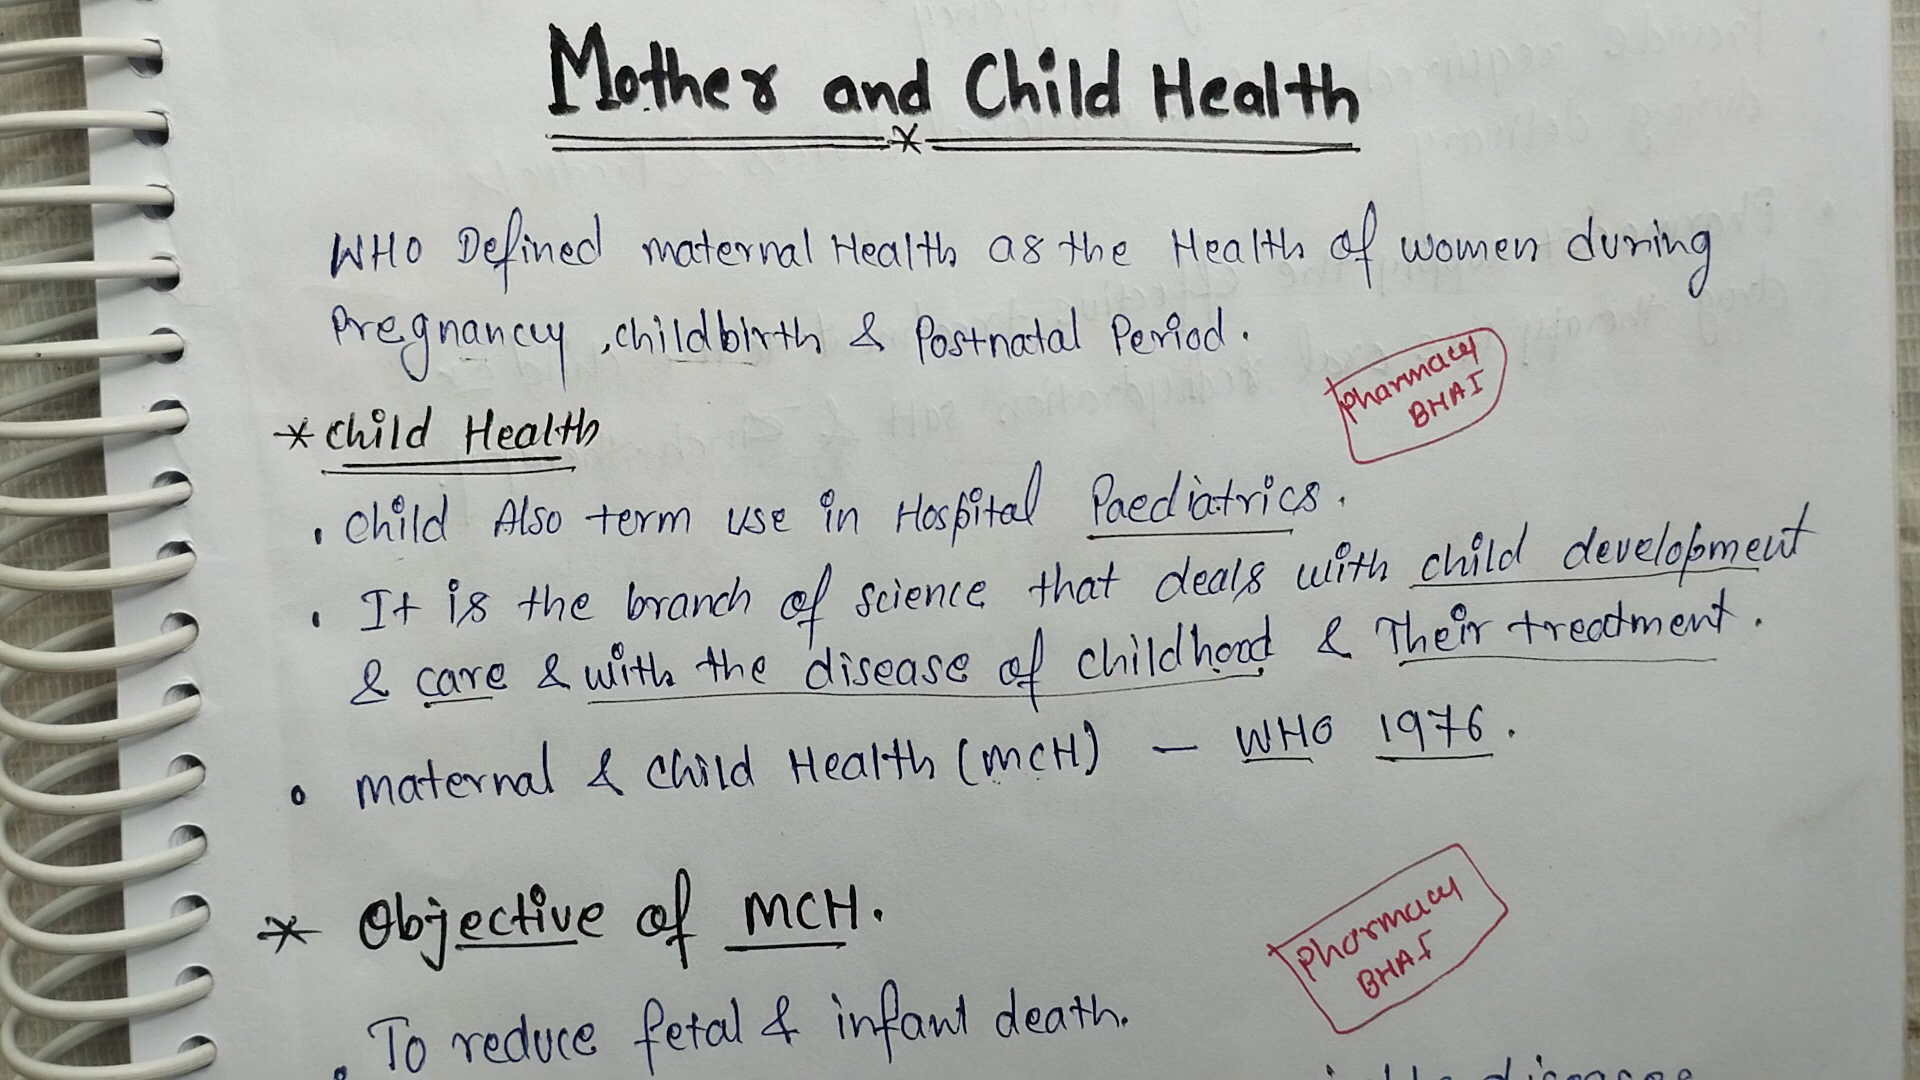 Mother and Child Health
WHO Defined maternal Health as the Health of women during
Pregnancy, childbirth & Postnatal Period.
Pharmacy
BHAI
* Child Health
• Child Also term use in Hospital Paediatrics.
• It is the branch of science that deals with child development
& care & with the disease of childhood & Their treatment.
• maternal & Child Health (MCH) – WHO 1976.
* Objective of MCH.
Pharmacy
BHAI
• To reduce fetal & infant death.
diseases